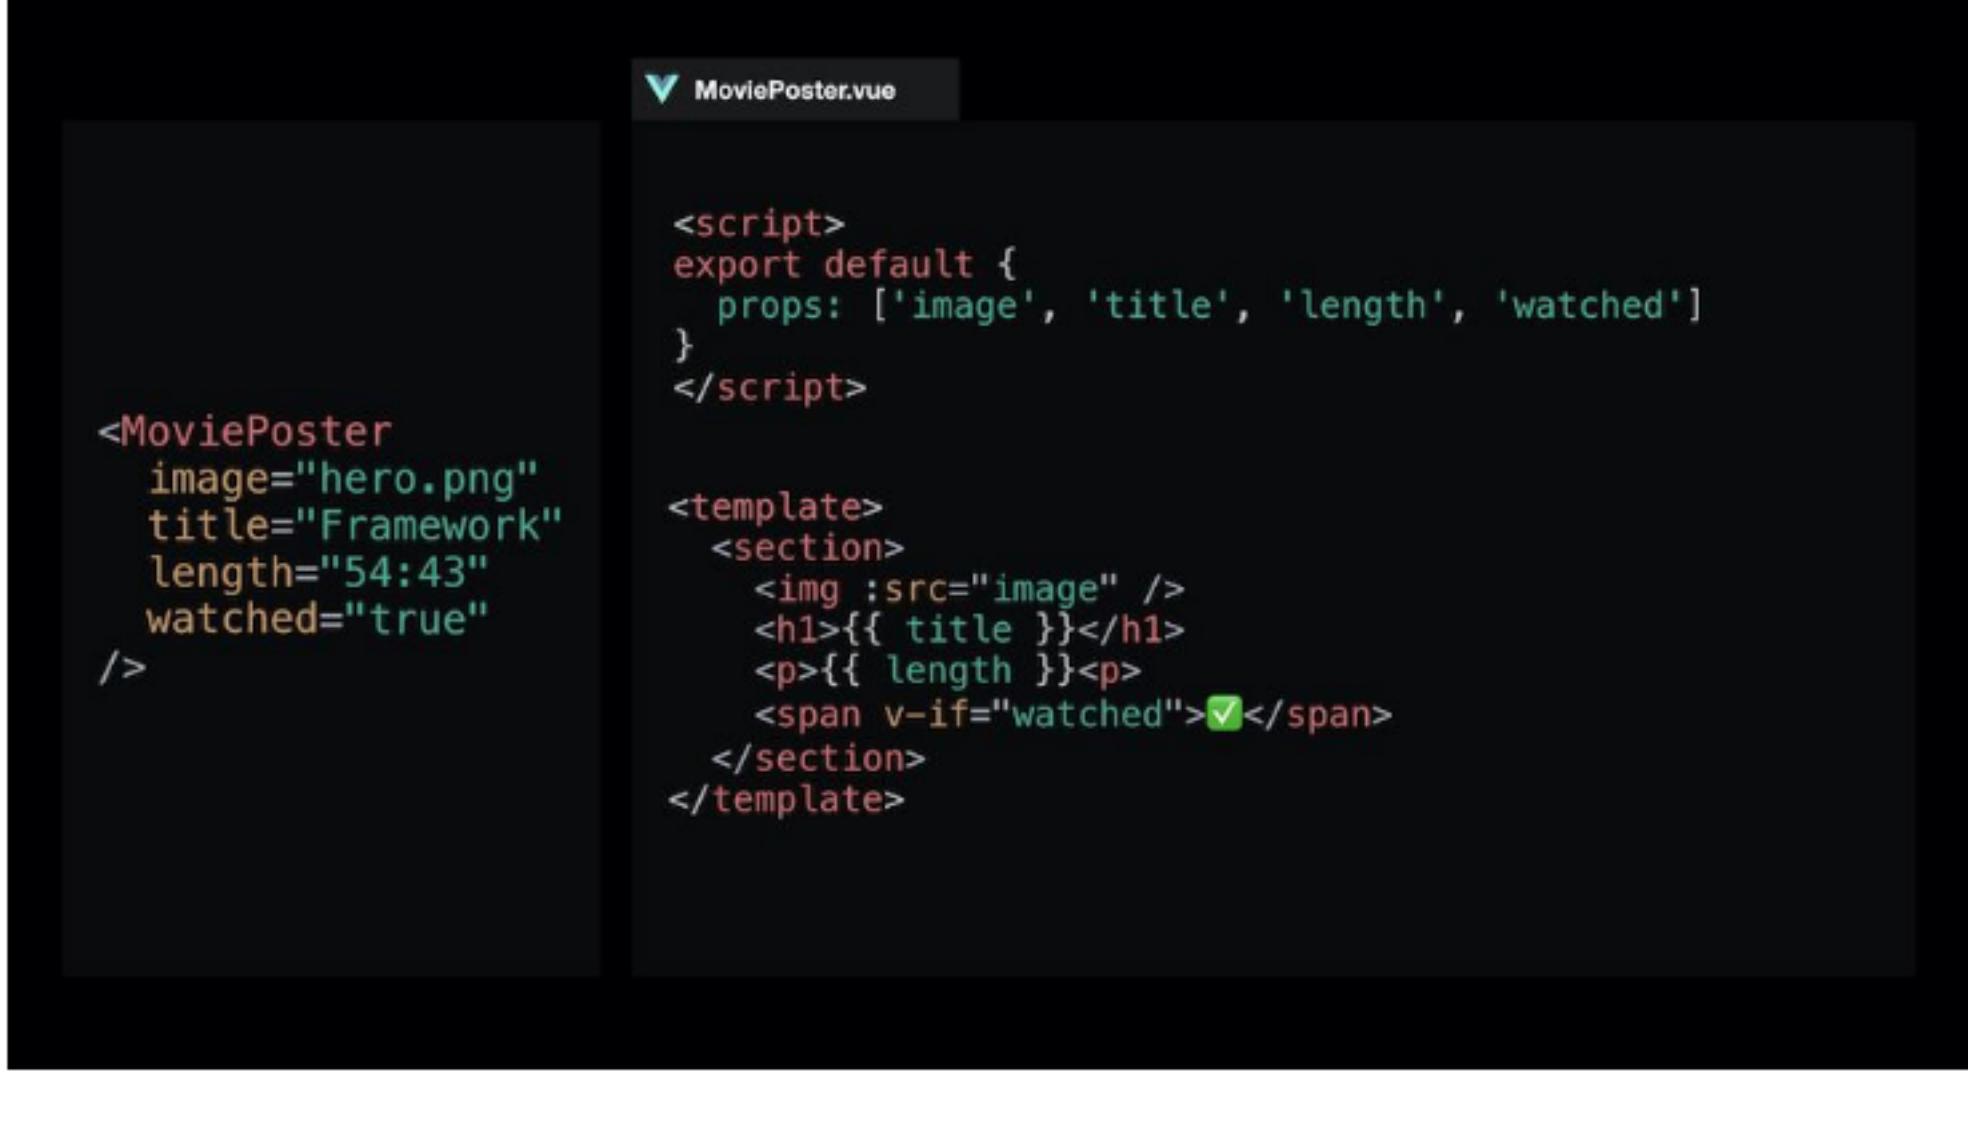 MoviePoster.vue
<MoviePoster
image="hero.png"
title="Framework"
length="54:43"
watched="true"
/>
<script>
export default {
props: ['image', 'title', 'length', 'watched']
}
</script>
<template>
<section>
<img :src="image" />
<h1>{{ title }}</h1>
<p>{{ length }}<p>
<span v-if="watched">✅</span>
</section>
</template>